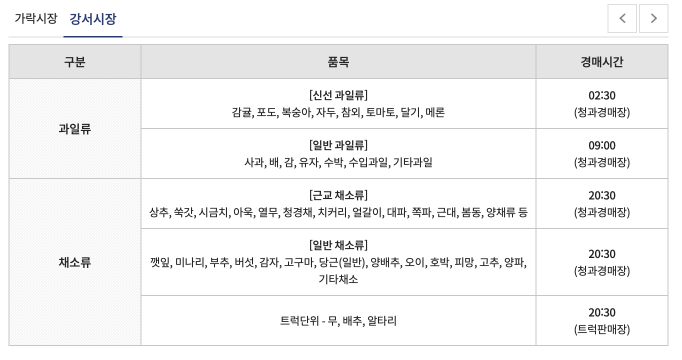 가락시장 강서시장
구분 품목 경매시간
과일류
[신선 과일류]
감귤, 포도, 복숭아, 자두, 참외, 토마토, 딸기, 메론
02:30
(청과경매장)
[일반 과일류]
사과, 배, 감, 유자, 수박, 수입과일, 기타과일
09:00
(청과경매장)
채소류
[근교 채소류]
상추, 쑥갓, 시금치, 아욱, 열무, 청경채, 치커리, 얼갈이, 대파, 쪽파, 근대, 봄동, 양채류 등
20:30
(청과경매장)
[일반 채소류]
깻잎, 미나리, 부추, 버섯, 감자, 고구마, 당근(일반), 양배추, 오이, 호박, 피망, 고추, 양파,
기타채소
20:30
(청과경매장)
트럭단위 - 무, 배추, 알타리
20:30
(트럭판매장)